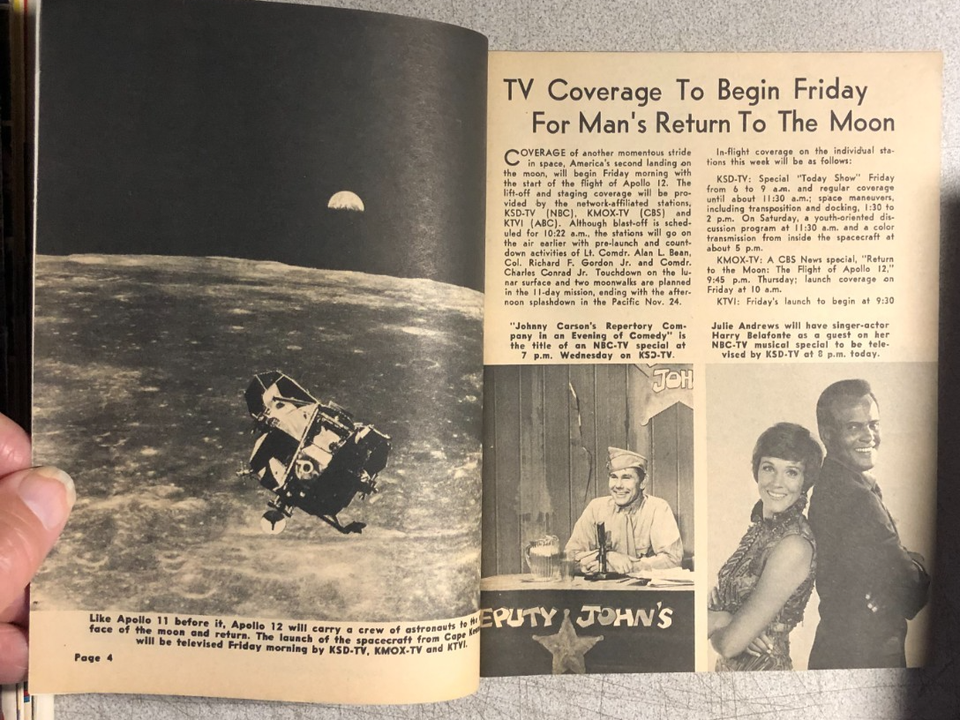 Like Apollo 11 before it, Apollo 12 will carry a crew of astronauts to
face of the moon and return. The launch of the spacecraft from Cape
will be televised Friday morning by KSD-TV, KMOX-TV and KTVI.
Page 4
TV Coverage To Begin Friday
For Man's Return To The Moon
COVERAGE of another momentous stride
in space, America's second landing on
the moon, will begin Friday morning with
the start of the flight of Apollo 12. The
lift-off and staging coverage will be pro-
vided by the network-affiliated stations,
KSD-TV (NBC), KMOX-TV (CBS) and
KTVI (ABC). Although blast-off is sched-
uled for 10:22 a.m., the stations will go on
the air earlier with pre-launch and count-
down activities of Lt. Comdr. Alan L. Bean,
Col. Richard F. Gordon Jr. and Comdr.
Charles Conrad Jr. Touchdown on the lu-
nar surface and two moonwalks are planned
in the 11-day mission, ending with the after-
noon splashdown in the Pacific Nov. 24.
In-flight coverage on the individual sta-
tions this week will be as follows:
KSD-TV: Special "Today Show" Friday
from 6 to 9 a.m. and regular coverage
until about 11:30 a.m.; space maneuvers,
including transposition and docking, 1:30 to
2 p.m. On Saturday, a youth-oriented dis-
cussion program at 11:30 a.m. and a color
transmission from inside the spacecraft at
about 5 p.m.
KMOX-TV: A CBS News special, "Return
to the Moon: The Flight of Apollo 12,"
9:45 p.m. Thursday; launch coverage on
Friday at 10 a.m.
KTVI: Friday's launch to begin at 9:30
"Johnny Carson's Repertory Com-
pany in an Evening of Comedy" is
the title of an NBC-TV special at
7 p.m. Wednesday on KSD-TV.
Julie Andrews will have singer-actor
Harry Belafonte as a guest on her
NBC-TV musical special to be tele-
vised by KSD-TV at 8 p.m. today.
JOH
EPUTY JOHN'S